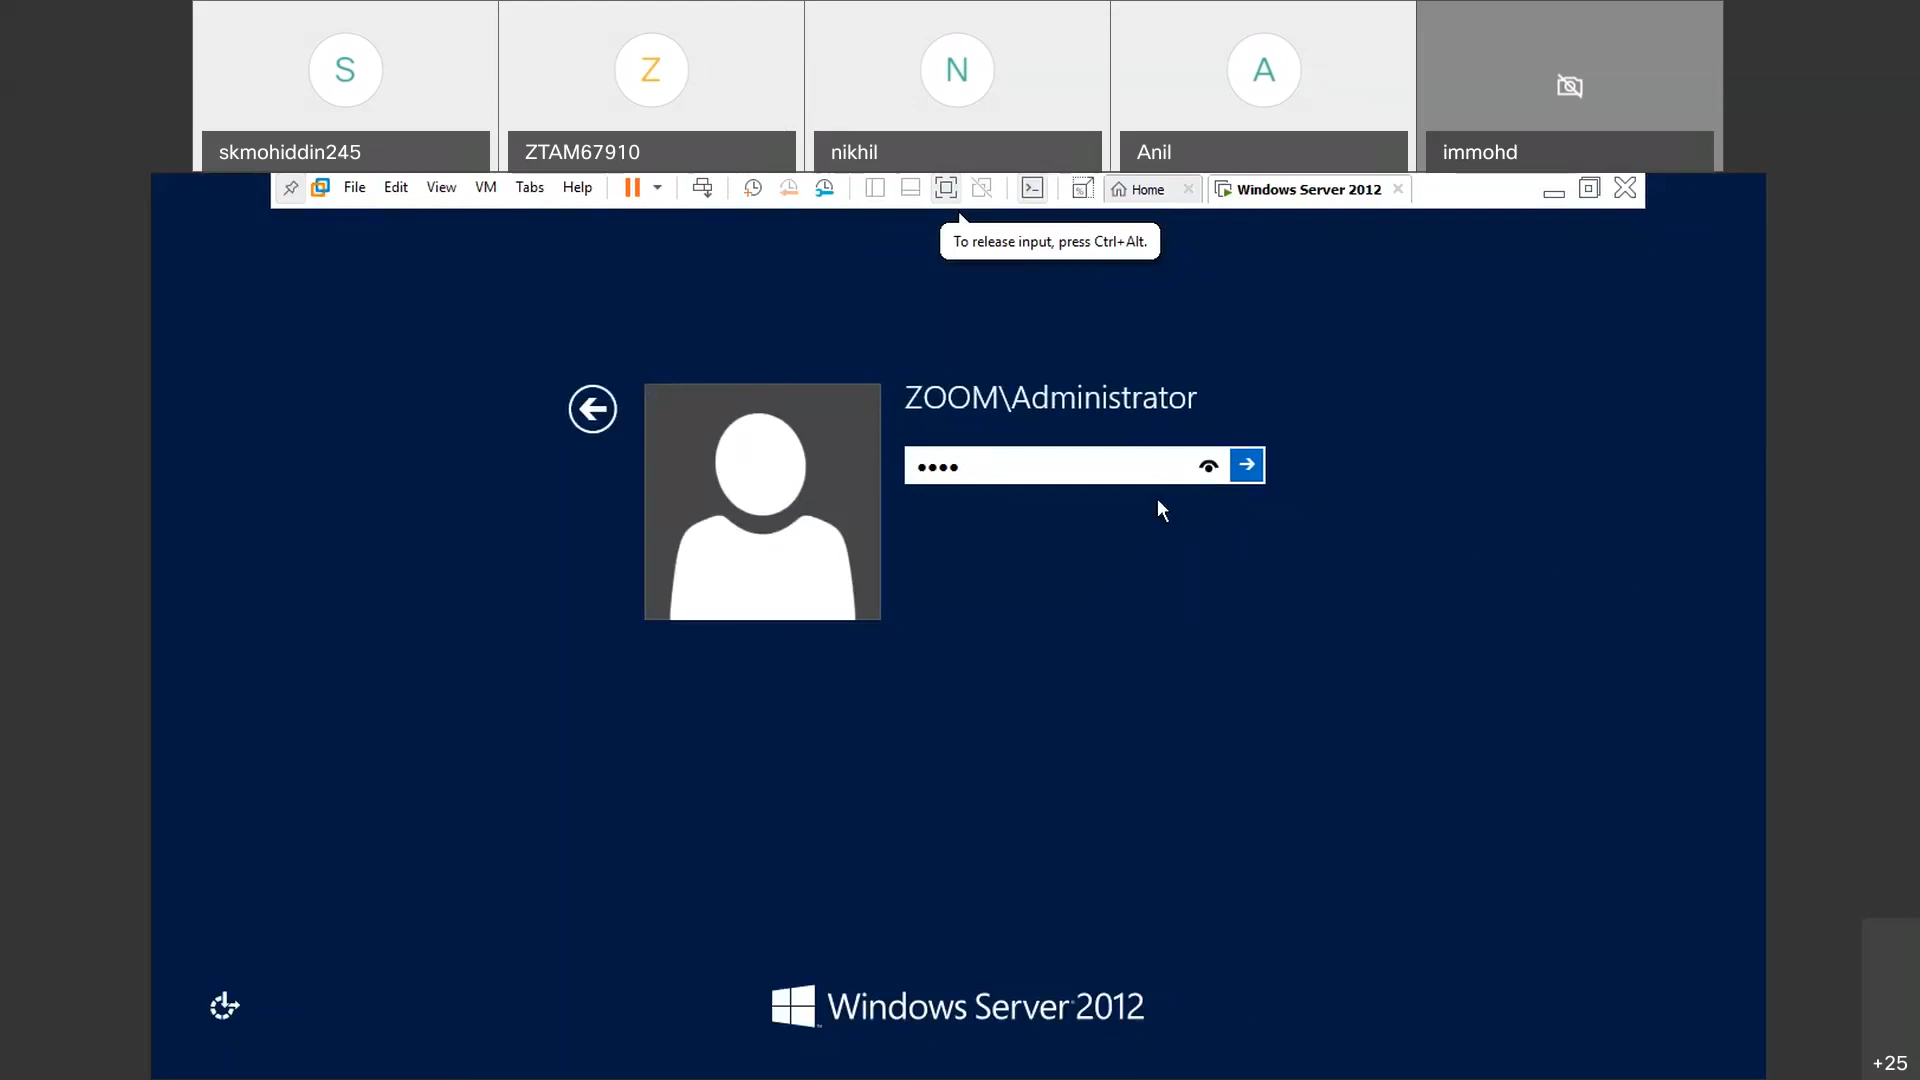 S
Z
N
A
skmohiddin245
ZTAM67910
nikhil
Anil
immohd
File Edit View VM Tabs Help
Home
Windows Server 2012
To release input, press Ctrl+Alt.
ZOOM\Administrator
Windows Server 2012
+25